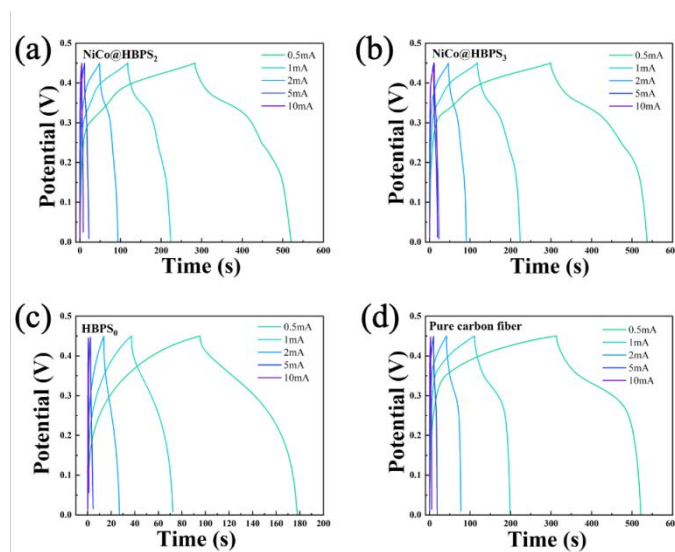 (a)
NiCo@HBPS2
0.5mA
1mA
2mA
5mA
10mA
Potential (V)
0.5
0.4
0.3
0.2
0.1
0.0
0 100 200 300 400 500 600
Time (s)
(b)
NiCo@HBPS3
0.5mA
1mA
2mA
5mA
10mA
Potential (V)
0.5
0.4
0.3
0.2
0.1
0.0
0 100 200 300 400 500 60
Time (s)
(c)
HBPS0
0.5mA
1mA
2mA
5mA
10mA
Potential (V)
0.5
0.4
0.3
0.2
0.1
0.0
0 20 40 60 80 100 120 140 160 180 200
Time (s)
(d)
Pure carbon fiber
0.5mA
1mA
2mA
5mA
10mA
Potential (V)
0.5
0.4
0.3
0.2
0.1
0.0
0 100 200 300 400 500 60
Time (s)